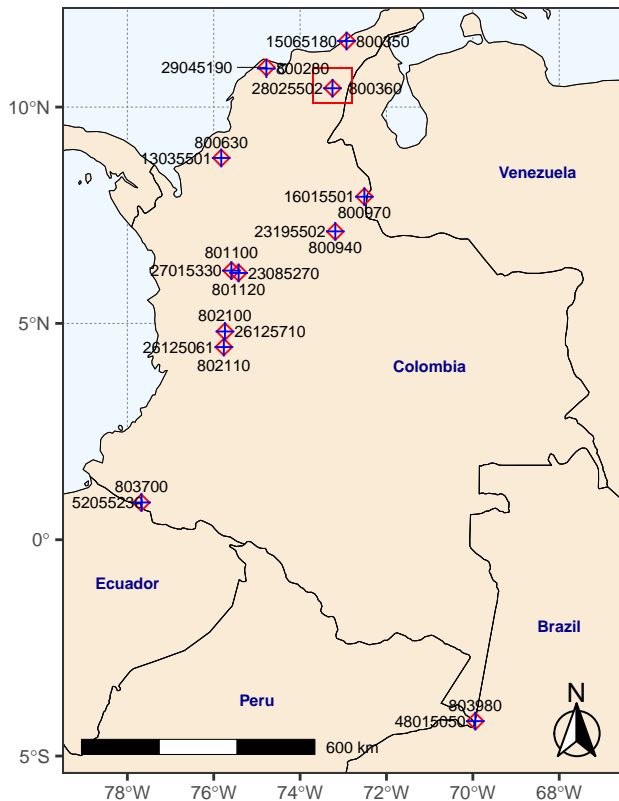 15065180 800350
29045190 800280
10°N
28025502 800360
800630
13035501
Venezuela
16015501
800970
23195502
800940
801100
27015330 23085270
801120
5°N
802100
26125710
26125061
802110
Colombia
803700
52055230
0°
Ecuador
Brazil
Peru
803980
48015050
N
600 km
5°S
78°W 76°W 74°W 72°W 70°W 68°W